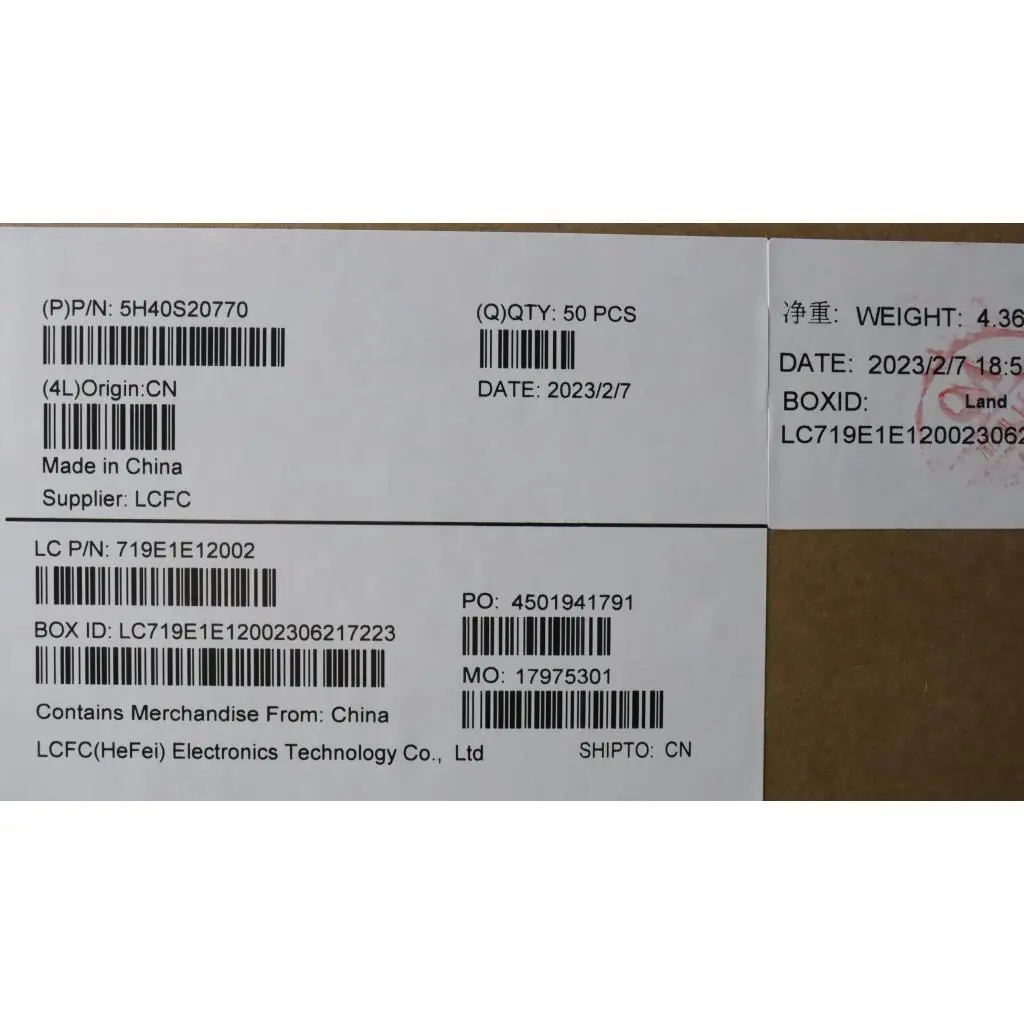 (P)P/N: 5H40S20770
(Q)QTY: 50 PCS
(4L)Origin:CN
DATE: 2023/2/7
Made in China
Supplier: LCFC
LC P/N: 719E1E12002
PO: 4501941791
BOX ID: LC719E1E12002306217223
MO: 17975301
Contains Merchandise From: China
LCFC(HeFei) Electronics Technology Co., Ltd
SHIPTO: CN
净重: WEIGHT: 4.36
DATE: 2023/2/7 18:5
BOXID: Land
LC719E1E120023062